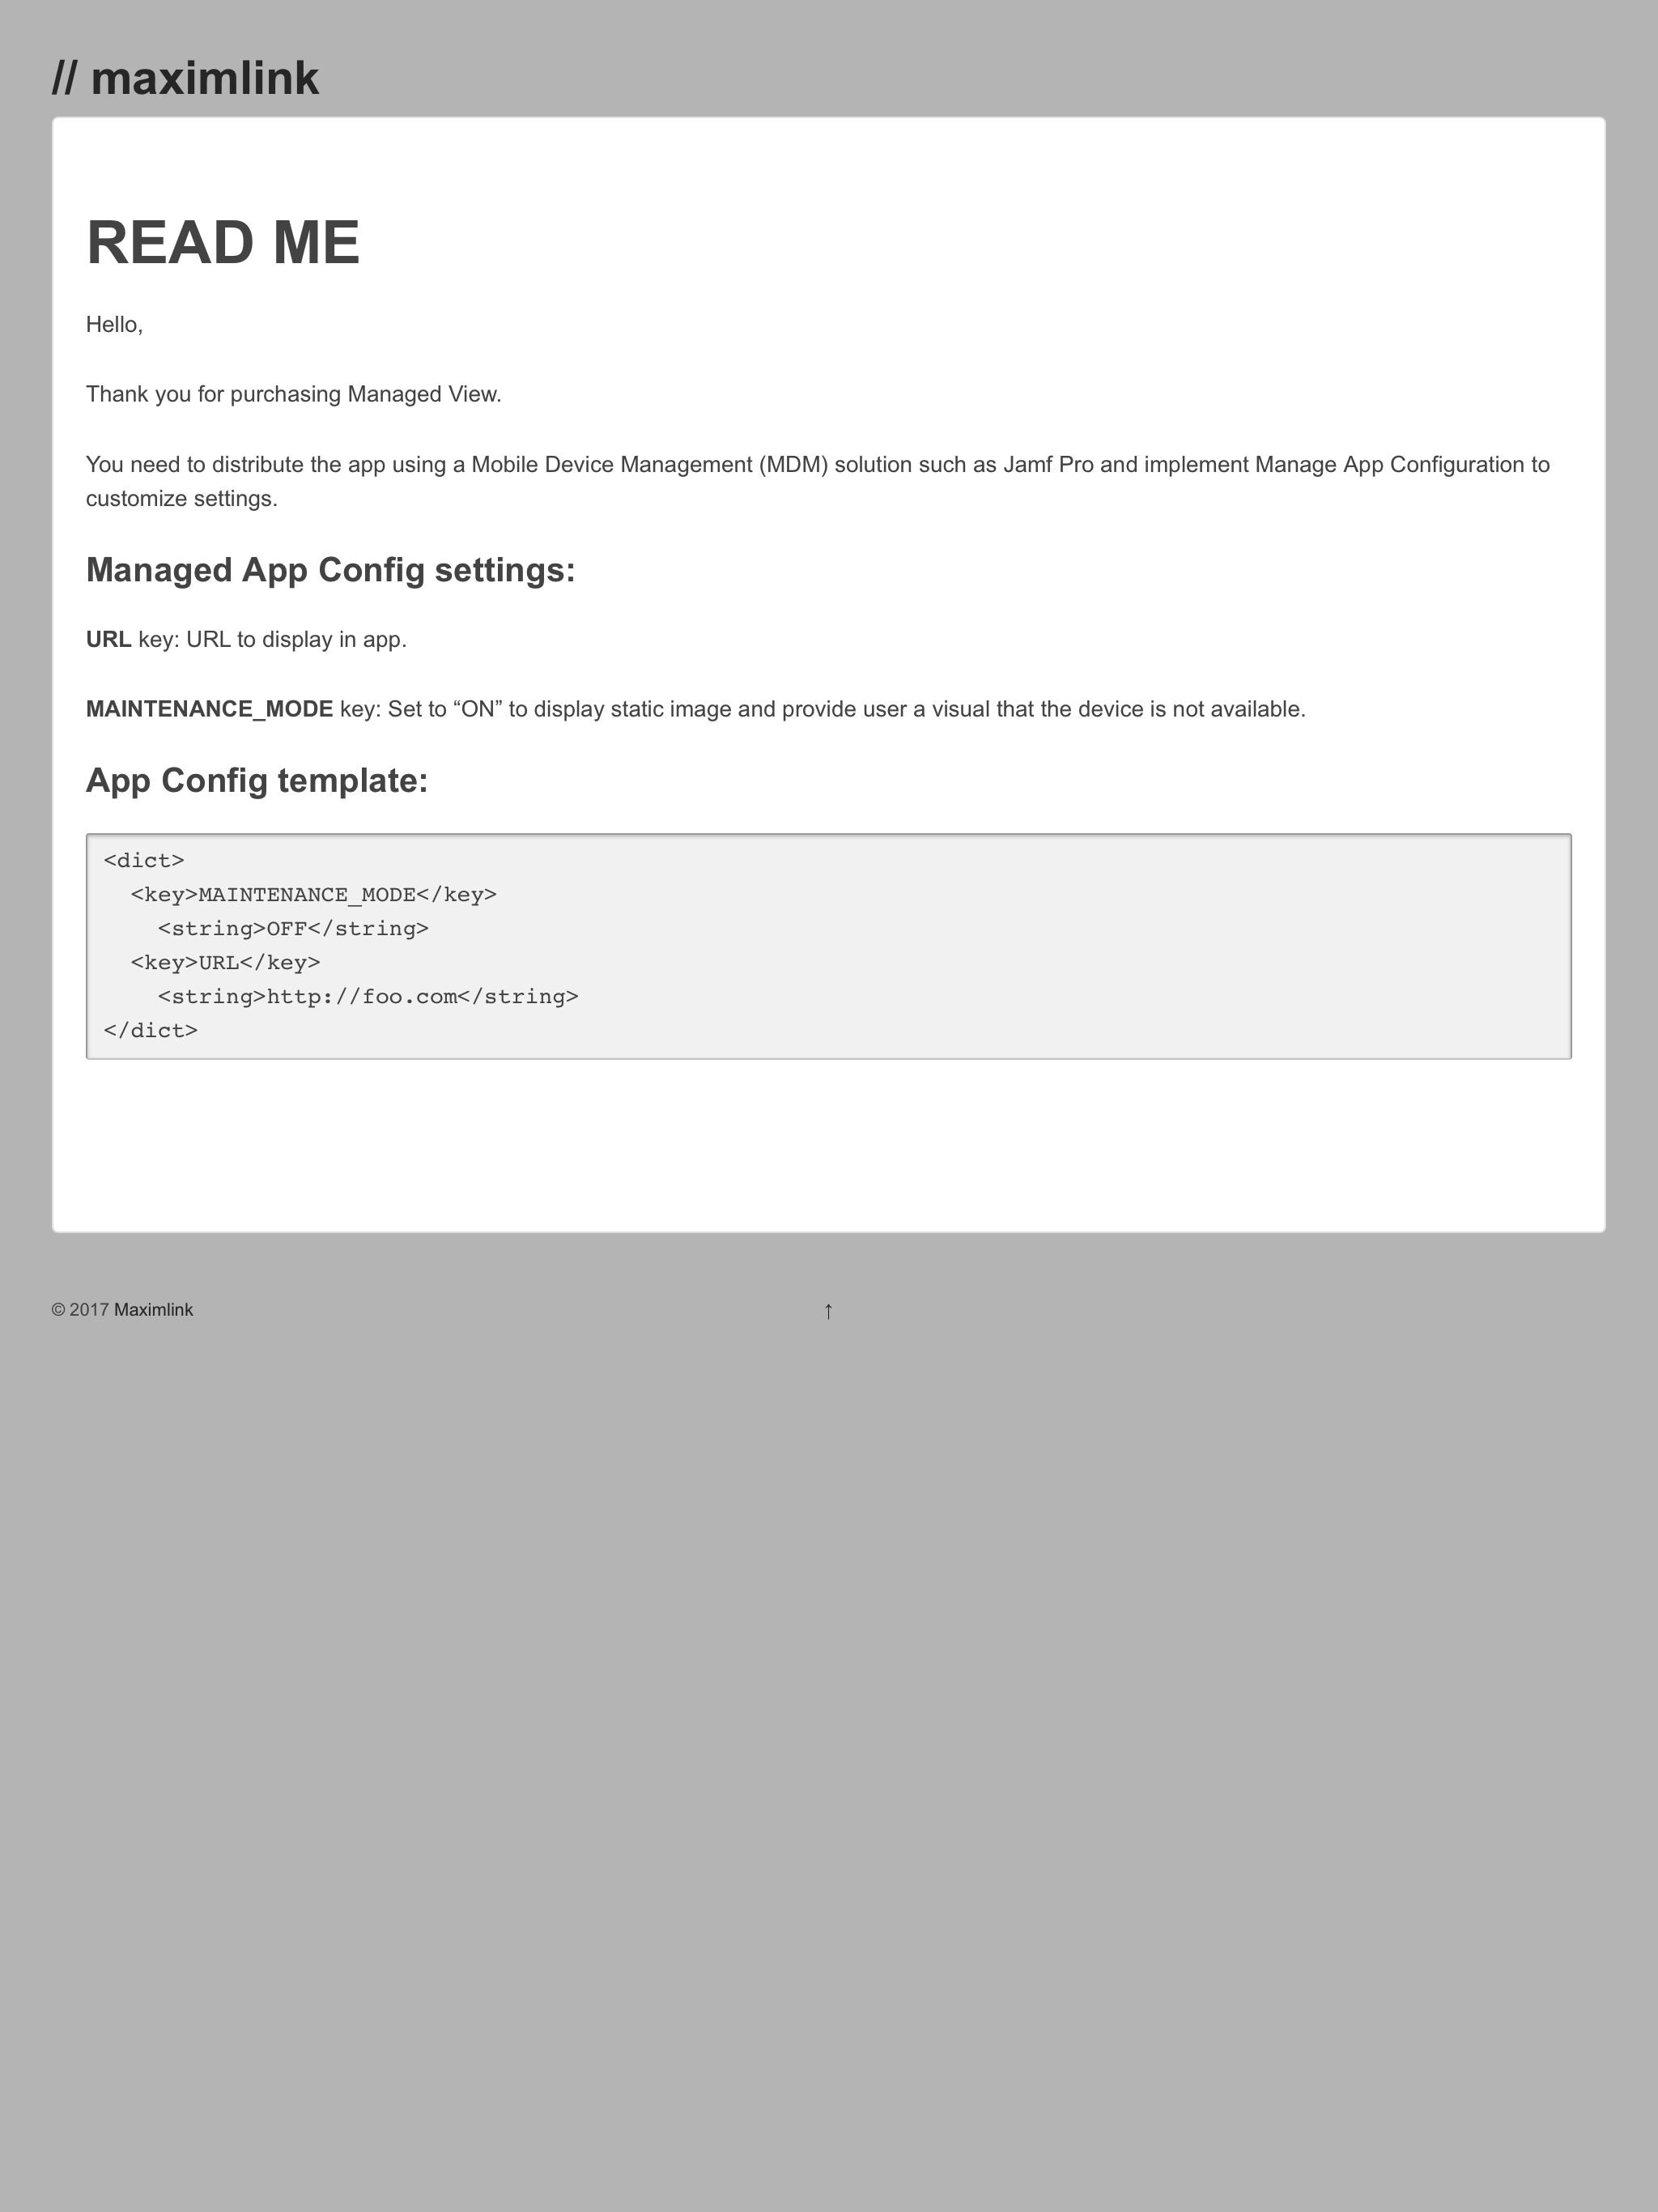 // maximlink
READ ME
Hello,
Thank you for purchasing Managed View.
You need to distribute the app using a Mobile Device Management (MDM) solution such as Jamf Pro and implement Manage App Configuration to
customize settings.
Managed App Config settings:
URL key: URL to display in app.
MAINTENANCE_MODE key: Set to “ON” to display static image and provide user a visual that the device is not available.
App Config template:
<dict>
  <key>MAINTENANCE_MODE</key>
    <string>OFF</string>
  <key>URL</key>
    <string>http://foo.com</string>
</dict>
© 2017 Maximlink
↑